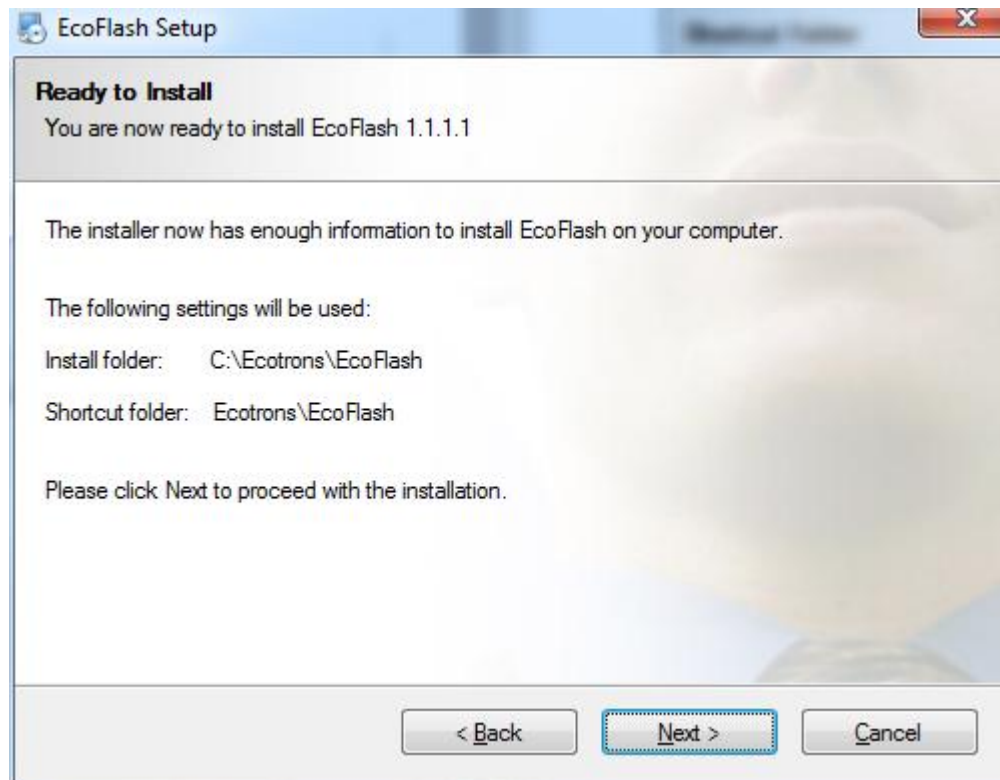 EcoFlash Setup
Ready to Install
You are now ready to install EcoFlash 1.1.1.1
The installer now has enough information to install EcoFlash on your computer.
The following settings will be used:
Install folder: C:\Ecotrons\EcoFlash
Shortcut folder: Ecotrons\EcoFlash
Please click Next to proceed with the installation.
< Back Next > Cancel